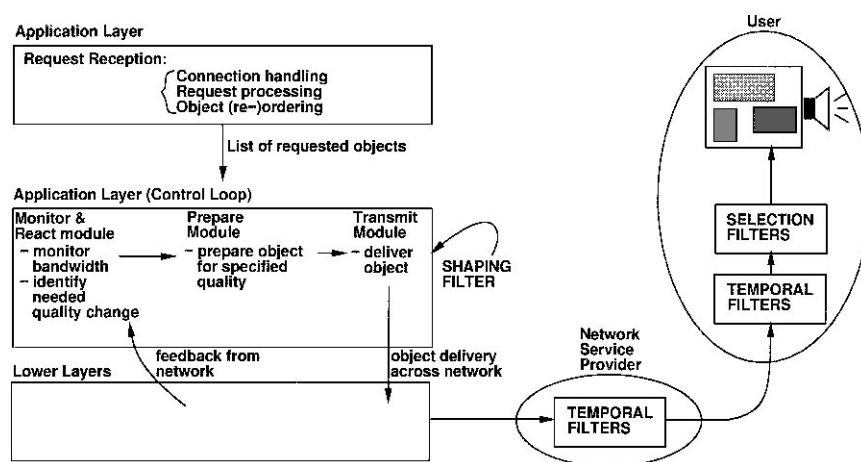 Application Layer
Request Reception:
Connection handling
Request processing
Object (re-)ordering
List of requested objects
Application Layer (Control Loop)
Monitor &
React module
- monitor
bandwidth
- identify
needed
quality change
Prepare
Module
- prepare object
for specified
quality
Transmit
Module
- deliver
object
SHAPING
FILTER
feedback from
network
object delivery
across network
Lower Layers
Network
Service
Provider
TEMPORAL
FILTERS
User
SELECTION
FILTERS
TEMPORAL
FILTERS